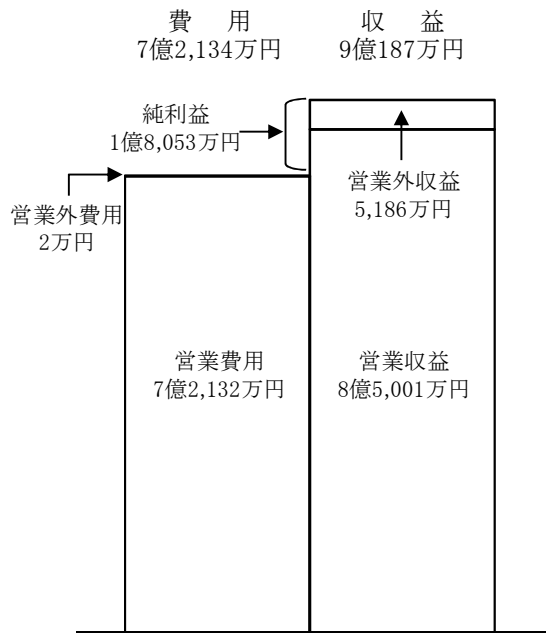 費　用
7億2,134万円
収　益
9億187万円
純利益
1億8,053万円
営業外収益
5,186万円
営業外費用
2万円
営業費用
7億2,132万円
営業収益
8億5,001万円